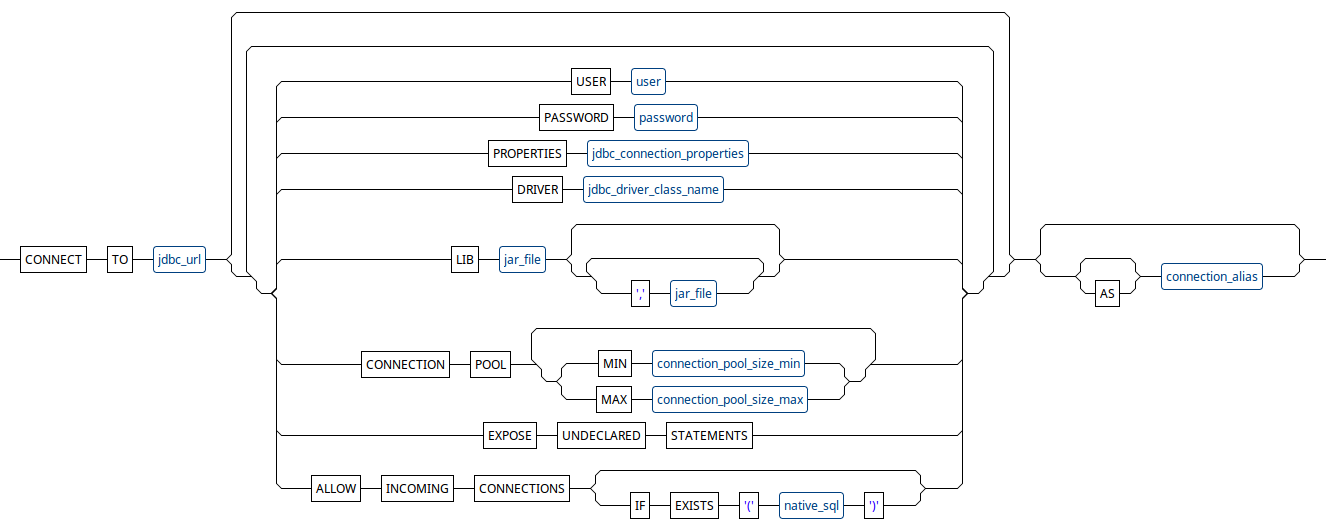 USER user
PASSWORD password
PROPERTIES jdbc_connection_properties
DRIVER jdbc_driver_class_name
CONNECT TO jdbc_url LIB jar_file
',' jar_file
AS connection_alias
CONNECTION POOL MIN connection_pool_size_min
MAX connection_pool_size_max
EXPOSE UNDECLARED STATEMENTS
ALLOW INCOMING CONNECTIONS
IF EXISTS '(' native_sql ')'